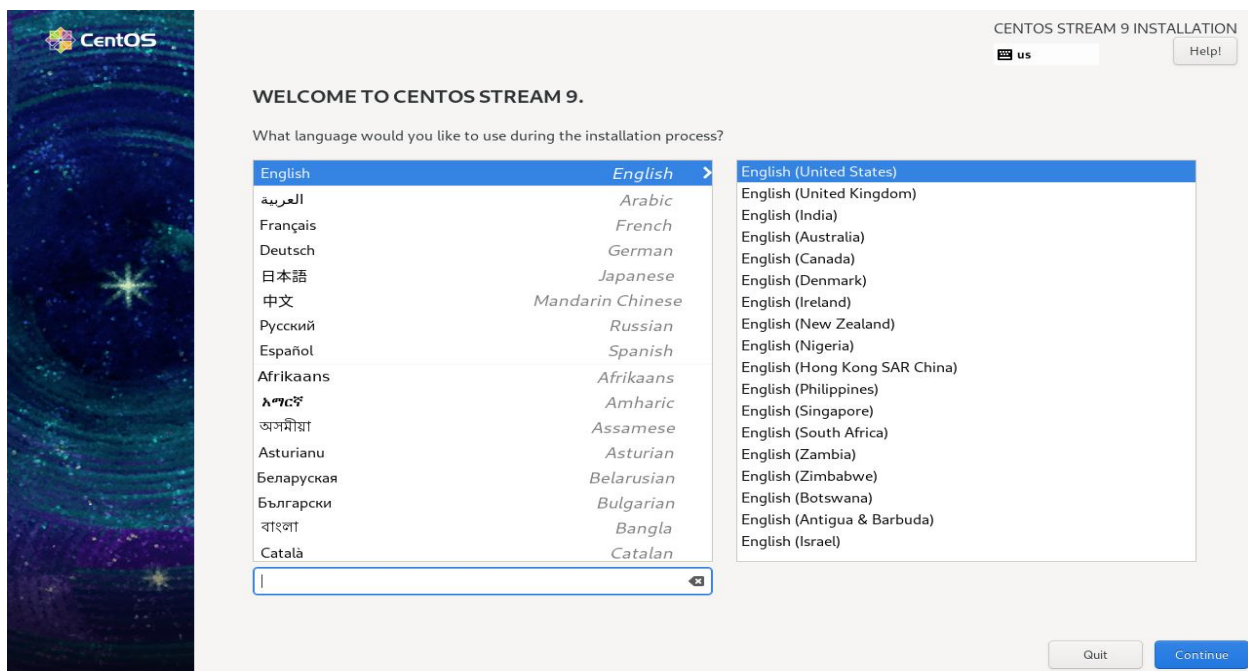 CentOS
CENTOS STREAM 9 INSTALLATION
us
Help!
WELCOME TO CENTOS STREAM 9.
What language would you like to use during the installation process?
English English
العربية Arabic
Français French
Deutsch German
日本語 Japanese
中文 Mandarin Chinese
Русский Russian
Español Spanish
Afrikaans Afrikaans
አማርኛ Amharic
অসমীয়া Assamese
Asturianu Asturian
Беларуская Belarusian
Български Bulgarian
বাংলা Bangla
Català Catalan
English (United States)
English (United Kingdom)
English (India)
English (Australia)
English (Canada)
English (Denmark)
English (Ireland)
English (New Zealand)
English (Nigeria)
English (Hong Kong SAR China)
English (Philippines)
English (Singapore)
English (South Africa)
English (Zambia)
English (Zimbabwe)
English (Botswana)
English (Antigua & Barbuda)
English (Israel)
Quit
Continue